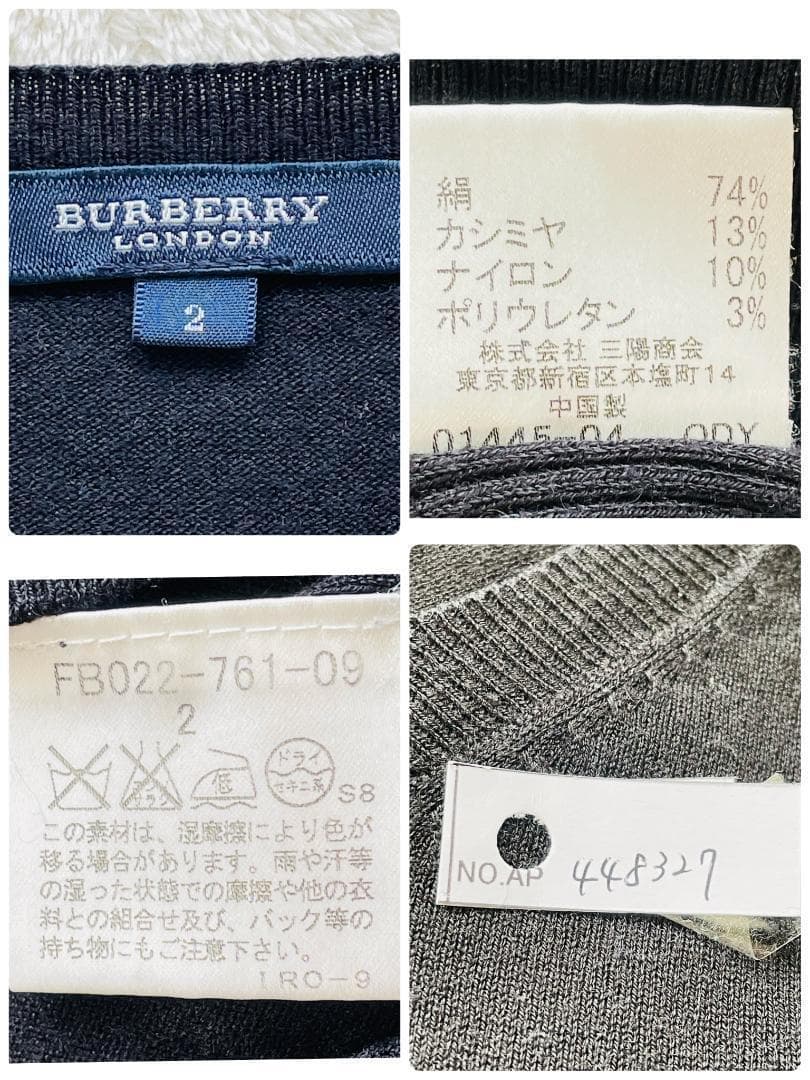 BURBERRY
LONDON
2
絹 74%
カシミヤ 13%
ナイロン 10%
ポリウレタン 3%
株式会社 三陽商会
東京都新宿区本塩町14
中国製
FB022-761-09
2
低
ドライ
セキユ系
S8
この素材は、湿摩擦により色が
移る場合があります。雨や汗等
の湿った状態での摩擦や他の衣
料との組合せ及び、バック等の
持ち物にもご注意下さい。
IRO-9
NO.AP 448327